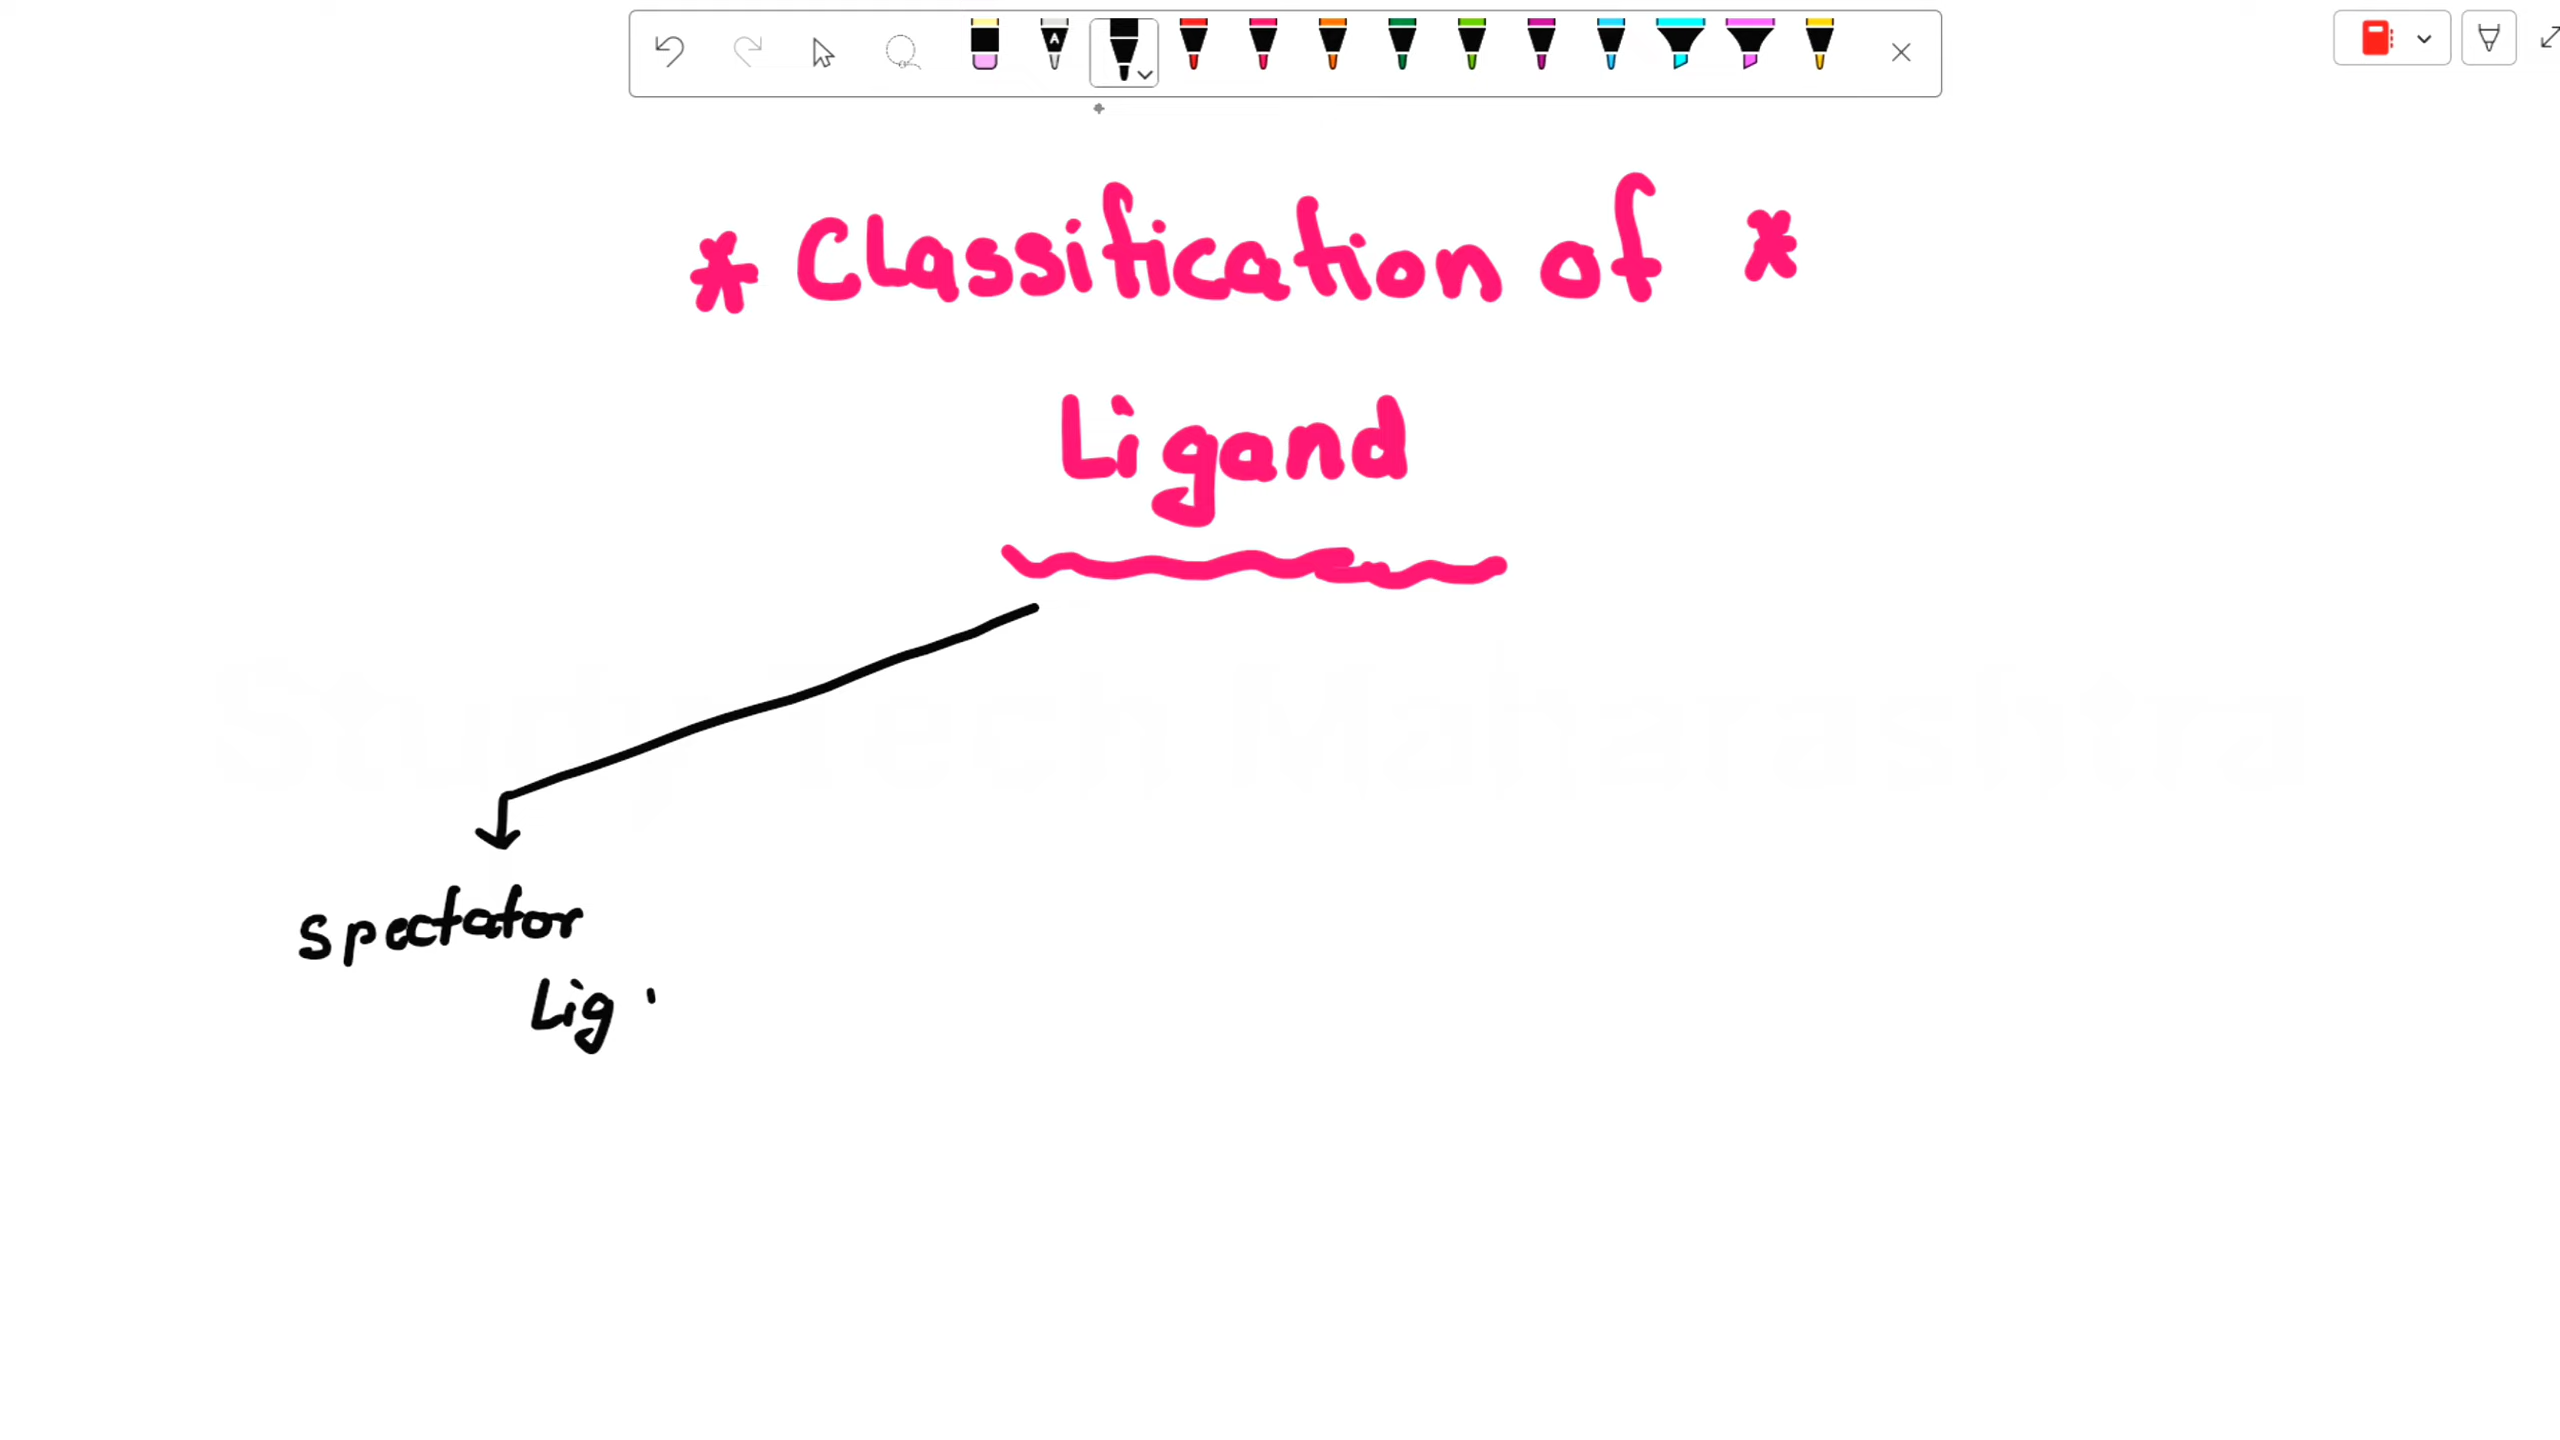 * Classification of *
Ligand
Spectator
Lig